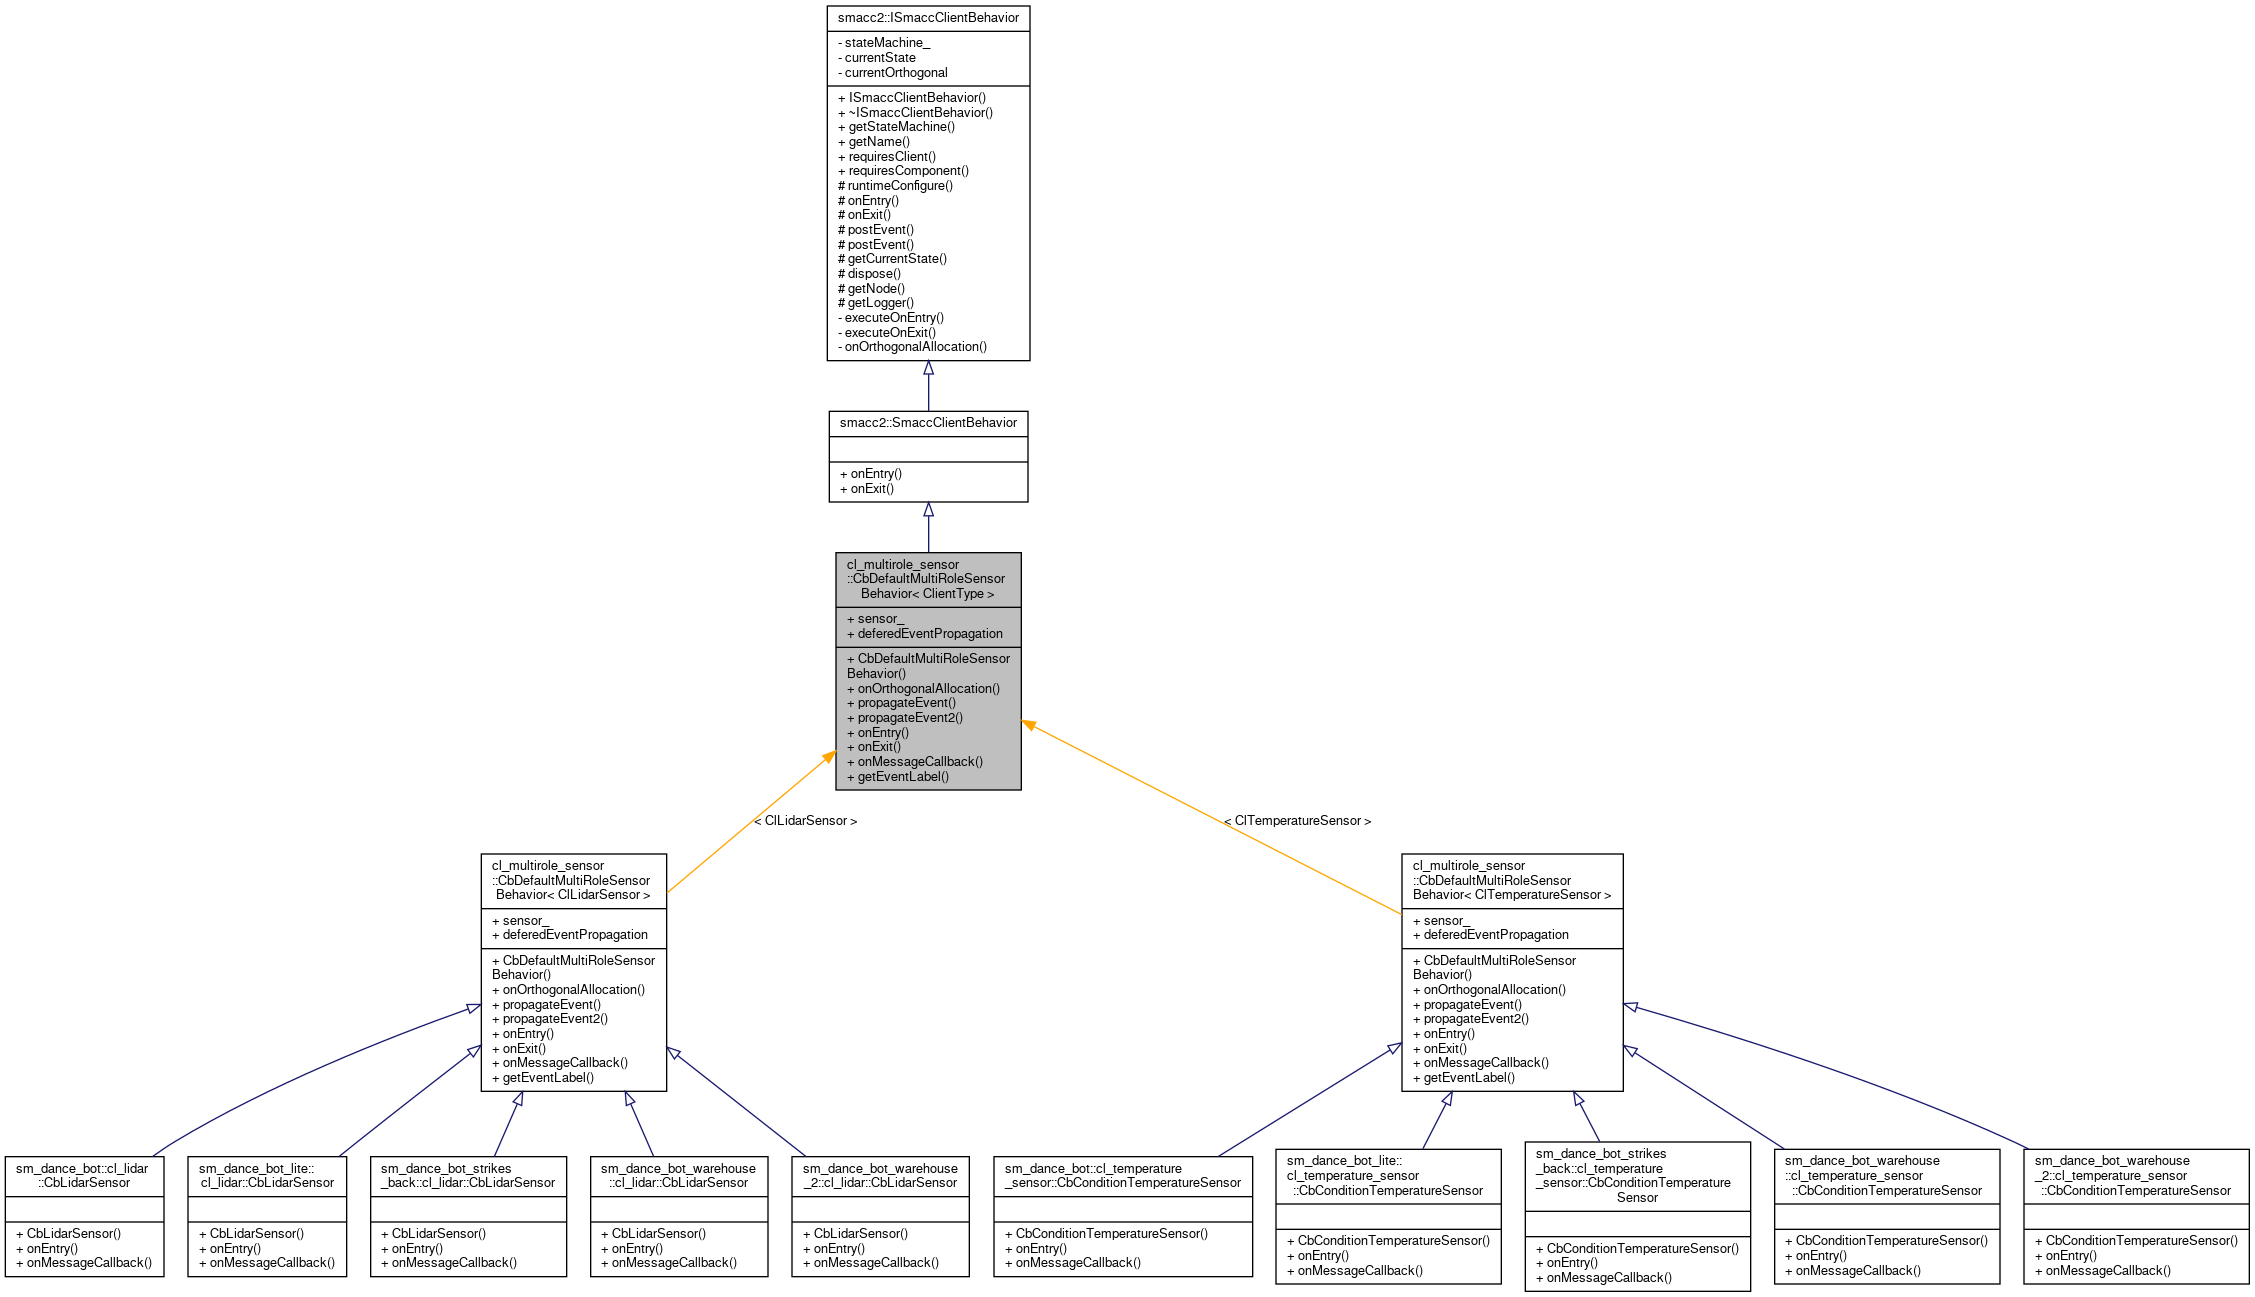 smacc2::ISmaccClientBehavior
- stateMachine_
- currentState
- currentOrthogonal
+ ISmaccClientBehavior()
+ ~ISmaccClientBehavior()
+ getStateMachine()
+ getName()
+ requiresClient()
+ requiresComponent()
# runtimeConfigure()
# onEntry()
# onExit()
# postEvent()
# postEvent()
# getCurrentState()
# dispose()
# getNode()
# getLogger()
- executeOnEntry()
- executeOnExit()
- onOrthogonalAllocation()
smacc2::SmaccClientBehavior
+ onEntry()
+ onExit()
cl_multirole_sensor
::CbDefaultMultiRoleSensor
Behavior< ClientType >
+ sensor_
+ deferedEventPropagation
+ CbDefaultMultiRoleSensor
Behavior()
+ onOrthogonalAllocation()
+ propagateEvent()
+ propagateEvent2()
+ onEntry()
+ onExit()
+ onMessageCallback()
+ getEventLabel()
< ClLidarSensor >
< ClTemperatureSensor >
cl_multirole_sensor
::CbDefaultMultiRoleSensor
Behavior< ClLidarSensor >
+ sensor_
+ deferedEventPropagation
+ CbDefaultMultiRoleSensor
Behavior()
+ onOrthogonalAllocation()
+ propagateEvent()
+ propagateEvent2()
+ onEntry()
+ onExit()
+ onMessageCallback()
+ getEventLabel()
cl_multirole_sensor
::CbDefaultMultiRoleSensor
Behavior< ClTemperatureSensor >
+ sensor_
+ deferedEventPropagation
+ CbDefaultMultiRoleSensor
Behavior()
+ onOrthogonalAllocation()
+ propagateEvent()
+ propagateEvent2()
+ onEntry()
+ onExit()
+ onMessageCallback()
+ getEventLabel()
sm_dance_bot::cl_lidar
::CbLidarSensor
+ CbLidarSensor()
+ onEntry()
+ onMessageCallback()
sm_dance_bot_lite::
cl_lidar::CbLidarSensor
+ CbLidarSensor()
+ onEntry()
+ onMessageCallback()
sm_dance_bot_strikes
_back::cl_lidar::CbLidarSensor
+ CbLidarSensor()
+ onEntry()
+ onMessageCallback()
sm_dance_bot_warehouse
::cl_lidar::CbLidarSensor
+ CbLidarSensor()
+ onEntry()
+ onMessageCallback()
sm_dance_bot_warehouse
_2::cl_lidar::CbLidarSensor
+ CbLidarSensor()
+ onEntry()
+ onMessageCallback()
sm_dance_bot::cl_temperature
_sensor::CbConditionTemperatureSensor
+ CbConditionTemperatureSensor()
+ onEntry()
+ onMessageCallback()
sm_dance_bot_lite::
cl_temperature_sensor
::CbConditionTemperatureSensor
+ CbConditionTemperatureSensor()
+ onEntry()
+ onMessageCallback()
sm_dance_bot_strikes
_back::cl_temperature
_sensor::CbConditionTemperature
Sensor
+ CbConditionTemperatureSensor()
+ onEntry()
+ onMessageCallback()
sm_dance_bot_warehouse
::cl_temperature_sensor
::CbConditionTemperatureSensor
+ CbConditionTemperatureSensor()
+ onEntry()
+ onMessageCallback()
sm_dance_bot_warehouse
_2::cl_temperature_sensor
::CbConditionTemperatureSensor
+ CbConditionTemperatureSensor()
+ onEntry()
+ onMessageCallback()